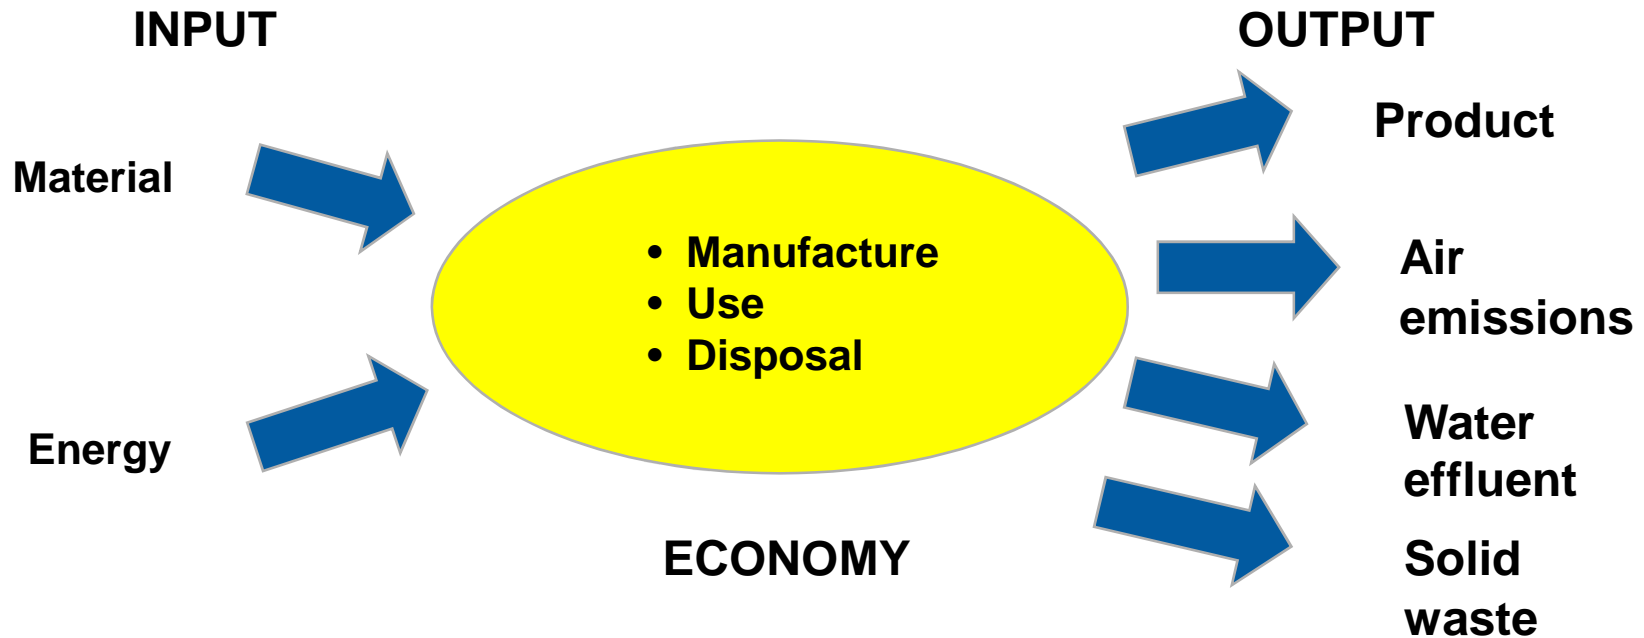 INPUT
OUTPUT
Material
Energy
• Manufacture
• Use
• Disposal
ECONOMY
Product
Air
emissions
Water
effluent
Solid
waste